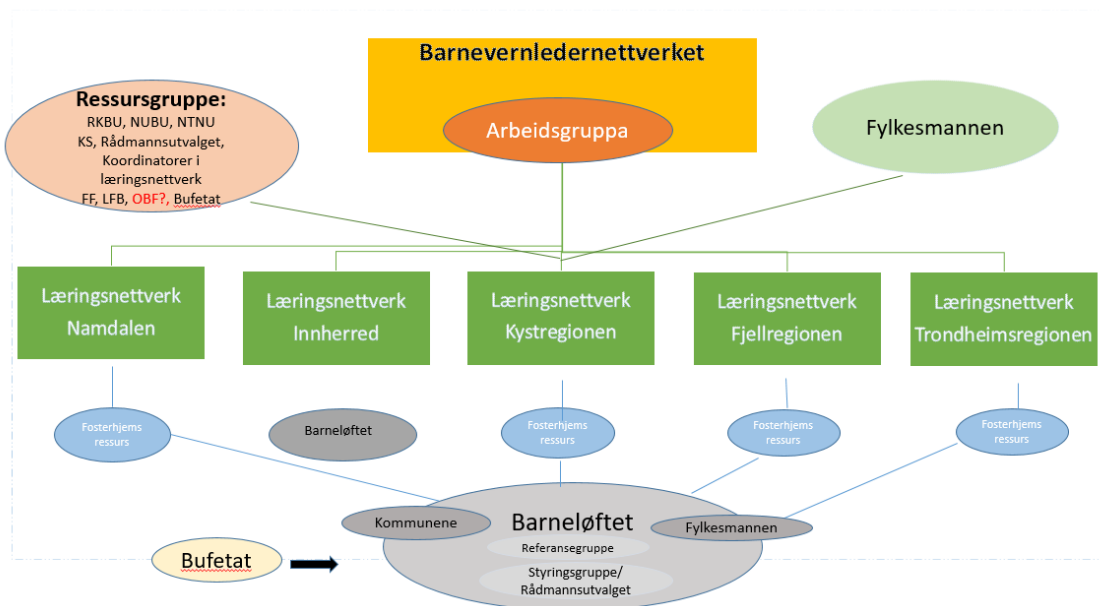 Barnevernledernettverket
Arbeidsgruppa
Ressursgruppe:
RKBU, NUBU, NTNU
KS, Rådmannsutvalget,
Koordinatorer i
læringsnettverk
FF, LFB, OBF?, Bufetat
Fylkesmannen
Læringsnettverk
Namdalen
Læringsnettverk
Innherred
Læringsnettverk
Kystregionen
Læringsnettverk
Fjellregionen
Læringsnettverk
Trondheimsregionen
Fosterhjems
ressurs
Barneløftet
Fosterhjems
ressurs
Fosterhjems
ressurs
Fosterhjems
ressurs
Kommunene
Barneløftet
Fylkesmannen
Referansegruppe
Styringsgruppe/
Rådmannsutvalget
Bufetat